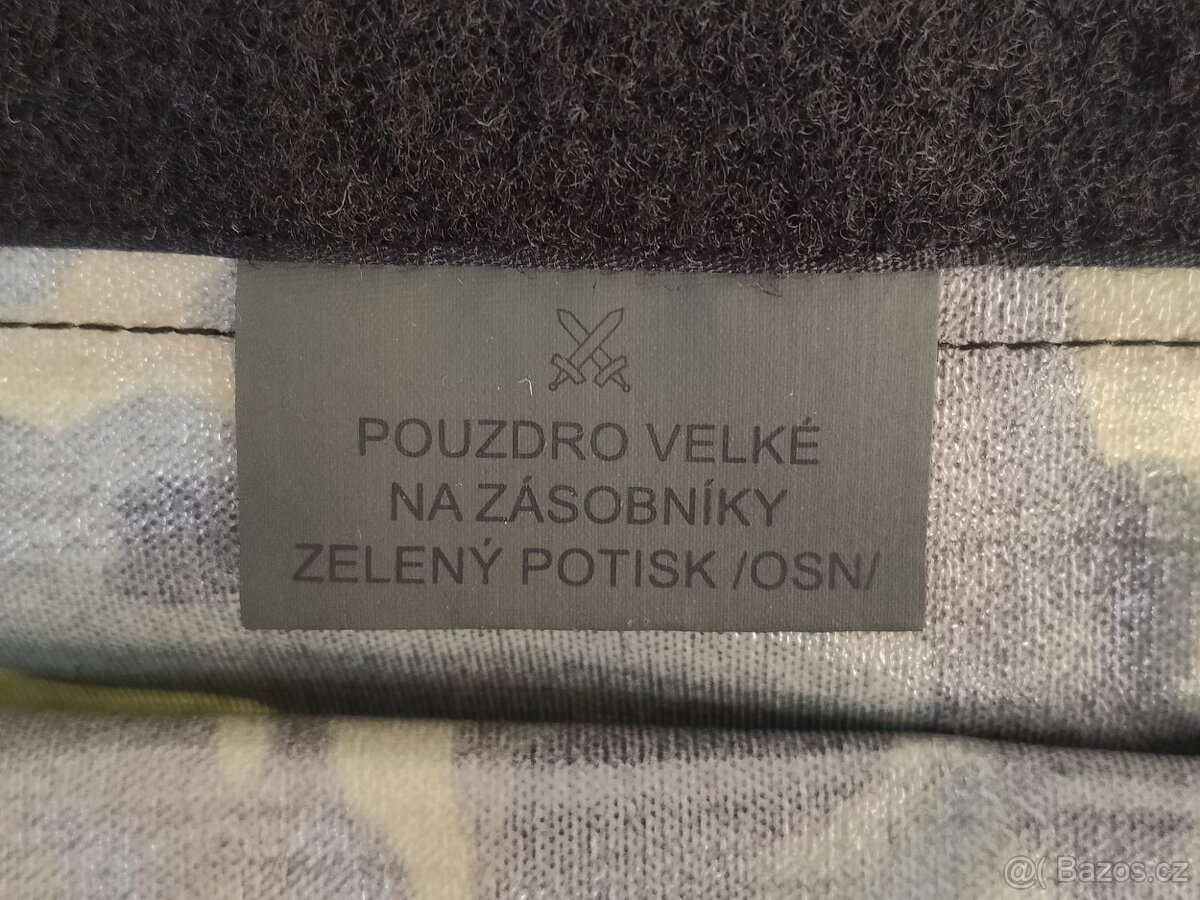 POUZDRO VELKÉ
NA ZÁSOBNÍKY
ZELENÝ POTISK /OSN/
@( Bazos.cz